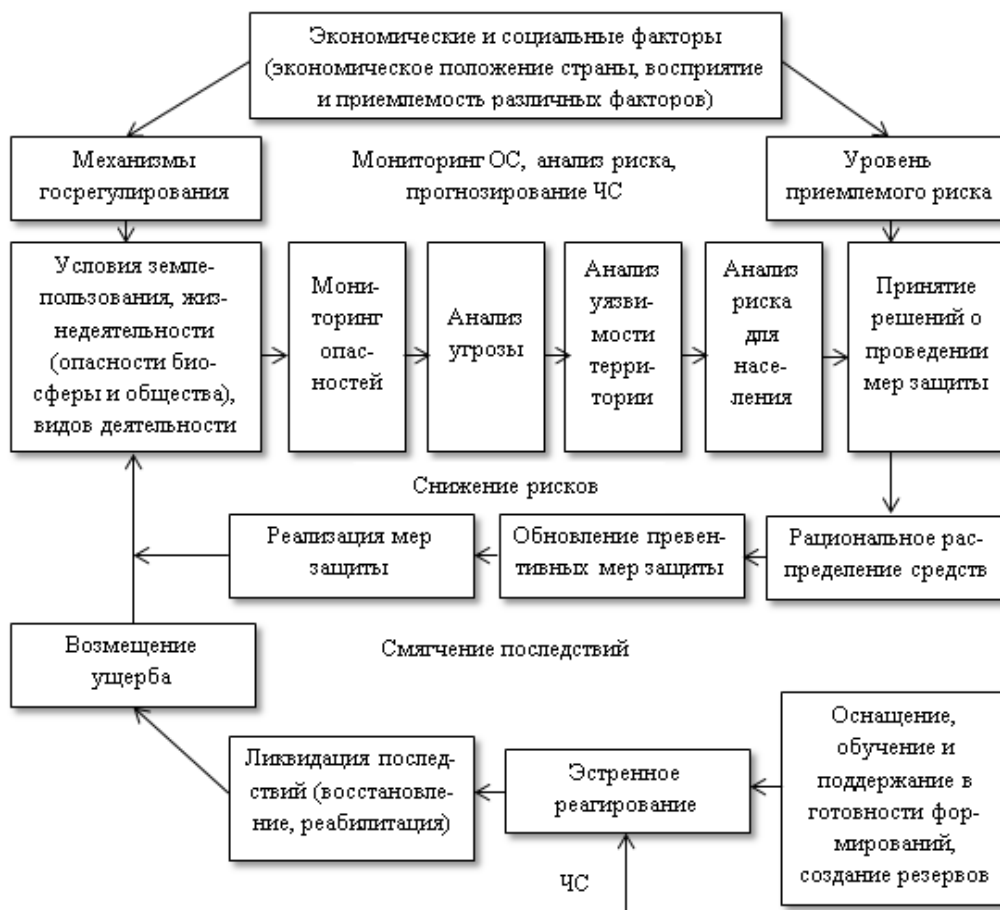 Экономические и социальные факторы
(экономическое положение страны, восприятие
и приемлемость различных факторов)
Механизмы
госрегулирования
Мониторинг ОС, анализ риска,
прогнозирование ЧС
Уровень
приемлемого риска
Условия земле-
пользования, жиз-
недеятельности
(опасности био-
сферы и общества),
видов деятельности
Мони-
торинг
опас-
ностей
Анализ
угрозы
Анализ
уязви-
мости
терри-
тории
Анализ
риска
для
насе-
ления
Принятие
решений о
проведении
мер защиты
Снижение рисков
Реализация мер
защиты
Обновление превен-
тивных мер защиты
Рациональное рас-
пределение средств
Возмещение
ущерба
Смягчение последствий
Ликвидация послед-
ствий (восстановле-
ние, реабилитация)
Эстренное
реагирование
Оснащение,
обучение и
поддержание в
готовности фор-
мирований,
создание резервов
ЧС